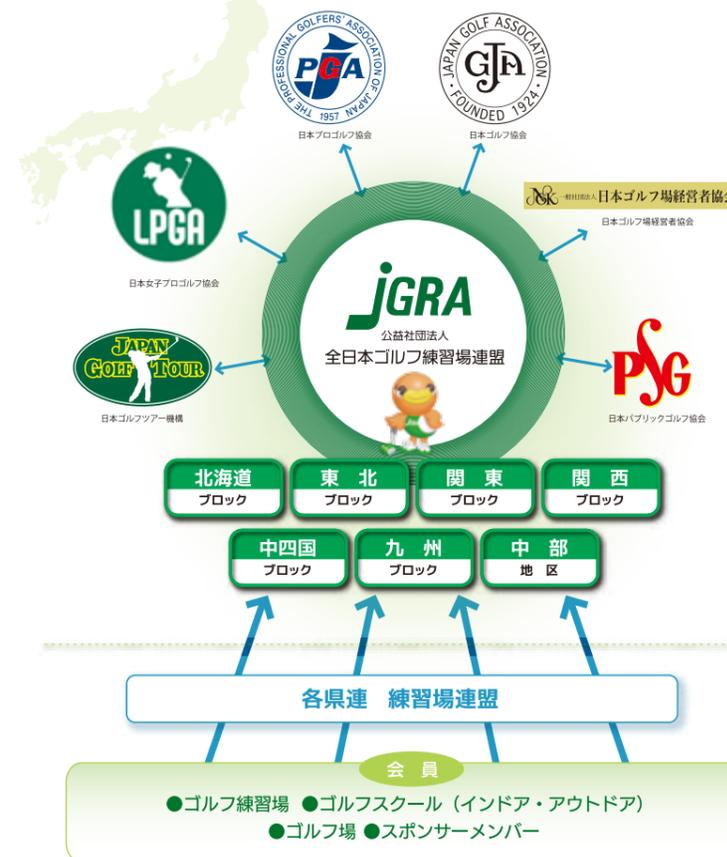 THE PROFESSIONAL GOLFERS' ASSOCIATION OF JAPAN
PGA
1957
日本プロゴルフ協会
JAPAN GOLF ASSOCIATION
JGA
・FOUNDED 1924・
日本ゴルフ協会
LPGA
日本女子プロゴルフ協会
一般社団法人 日本ゴルフ場経営者協会
日本ゴルフ場経営者協会
JGRA
公益社団法人
全日本ゴルフ練習場連盟
JAPAN
GOLF TOUR
日本ゴルフツアー機構
PSG
日本パブリックゴルフ協会
北海道 東 北 関 東 関 西
ブロック ブロック ブロック ブロック
中四国 九 州 中 部
ブロック ブロック 地 区
各県連 練習場連盟
会 員
●ゴルフ練習場 ●ゴルフスクール（インドア・アウトドア）
●ゴルフ場 ●スポンサーメンバー